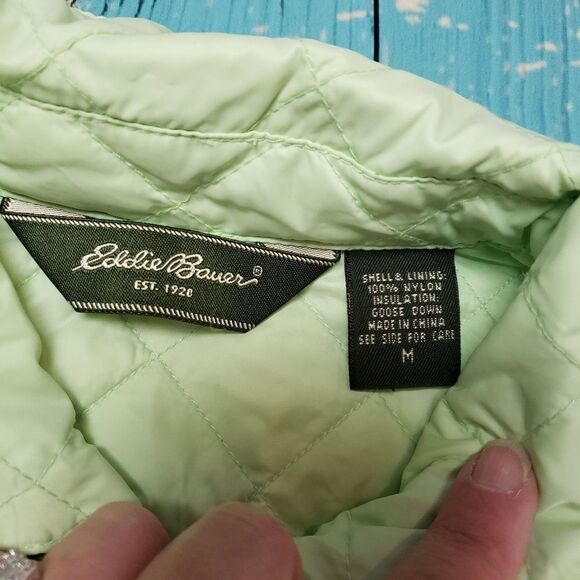 Eddie Bauer®
EST. 1920
SHELL & LINING:
100% NYLON
INSULATION:
GOOSE DOWN
MADE IN CHINA
SEE SIDE FOR CARE
M